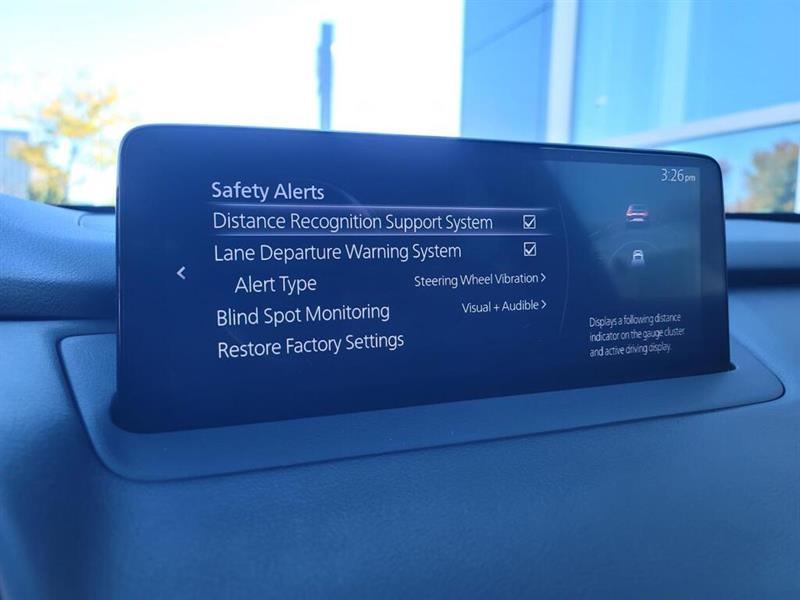 3:26pm
Safety Alerts
Distance Recognition Support System
Lane Departure Warning System
Alert Type Steering Wheel Vibration
Blind Spot Monitoring Visual + Audible
Restore Factory Settings
Displays a following distance
indicator on the gauge cluster
and active driving display.